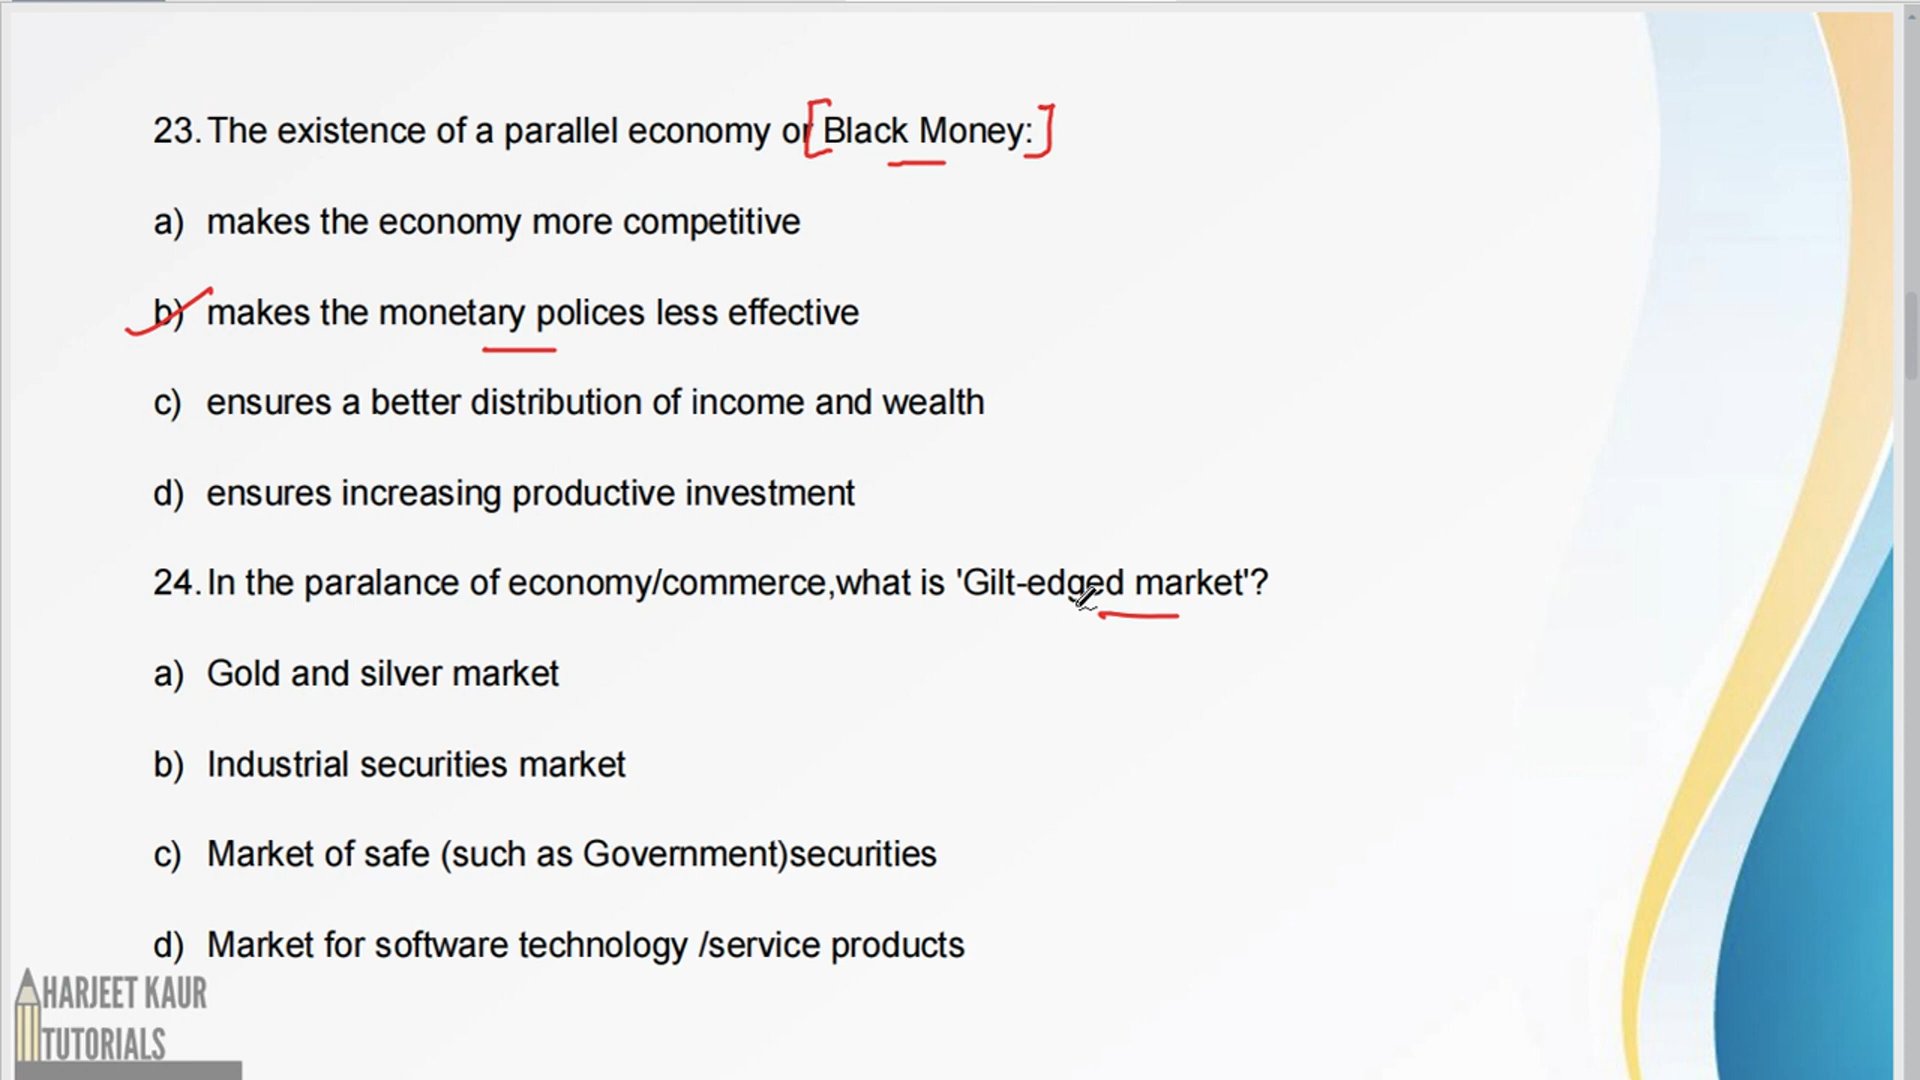 23. The existence of a parallel economy or Black Money:
a) makes the economy more competitive
b) makes the monetary polices less effective
c) ensures a better distribution of income and wealth
d) ensures increasing productive investment
24. In the paralance of economy/commerce,what is 'Gilt-edged market'?
a) Gold and silver market
b) Industrial securities market
c) Market of safe (such as Government)securities
d) Market for software technology /service products
HARJEET KAUR
TUTORIALS